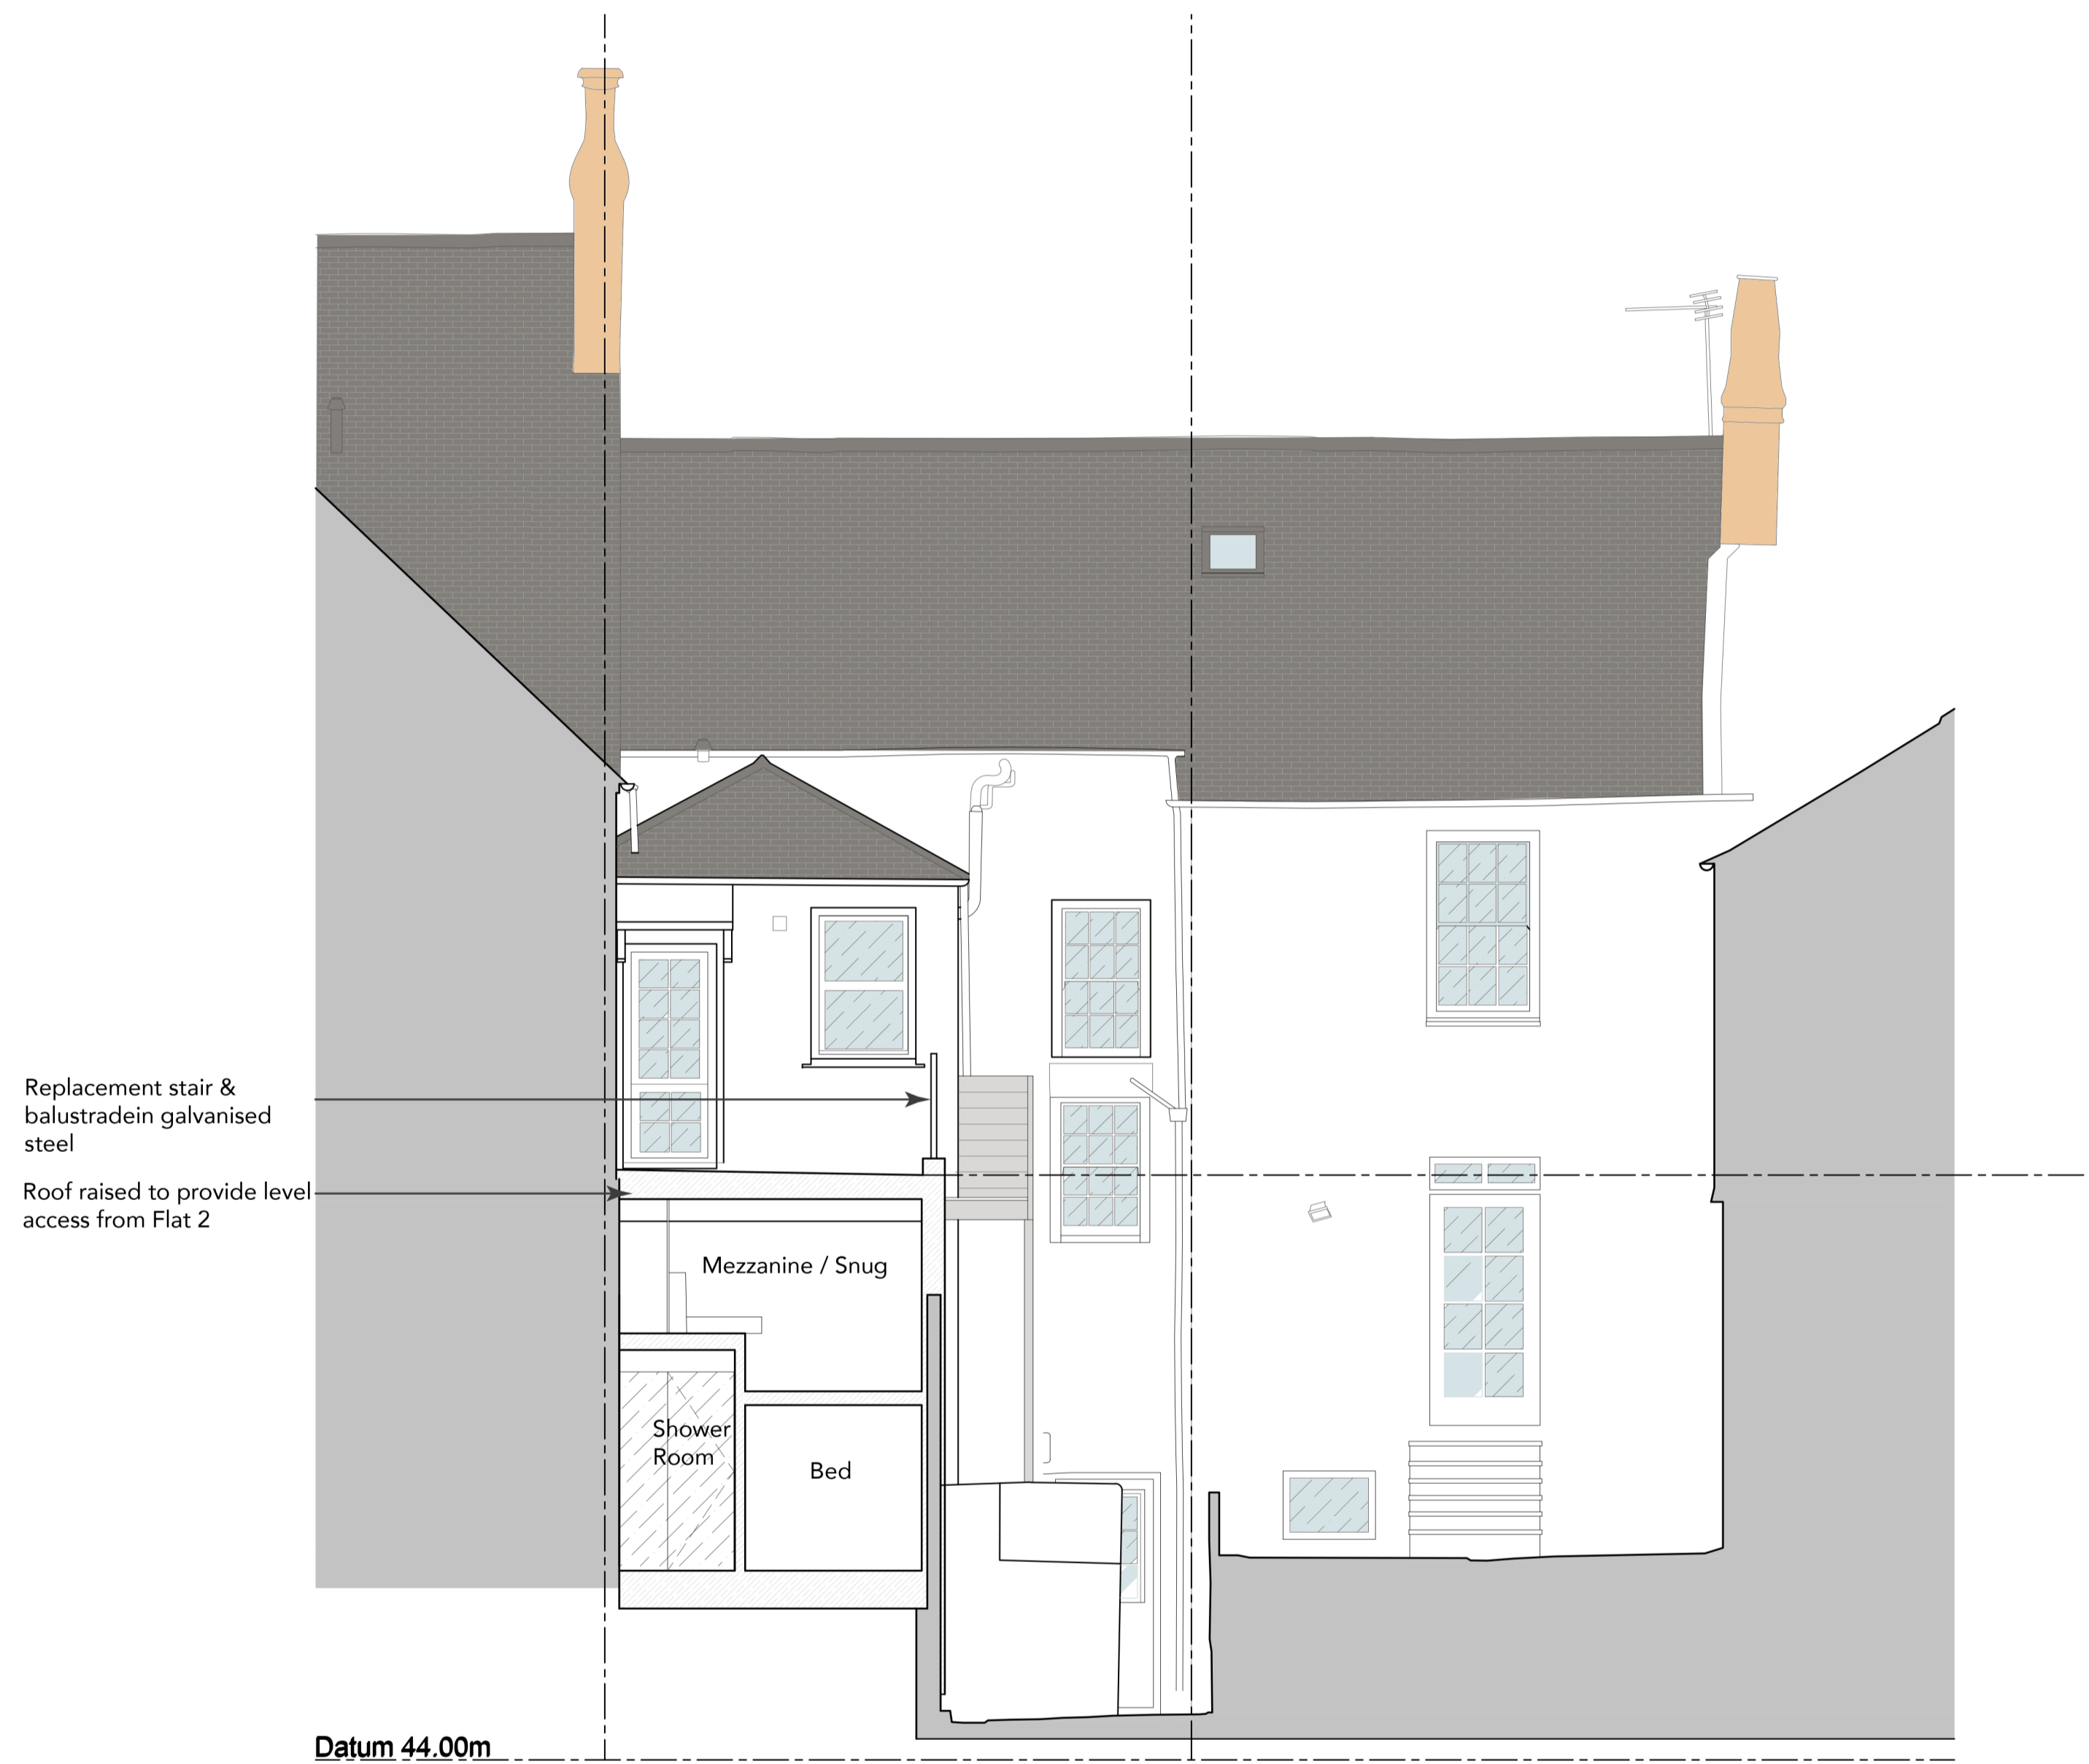 Replacement stair &
balustradein galvanised
steel
Roof raised to provide level
access from Flat 2
Mezzanine / Snug
Shower
Room
Bed
Datum 44.00m